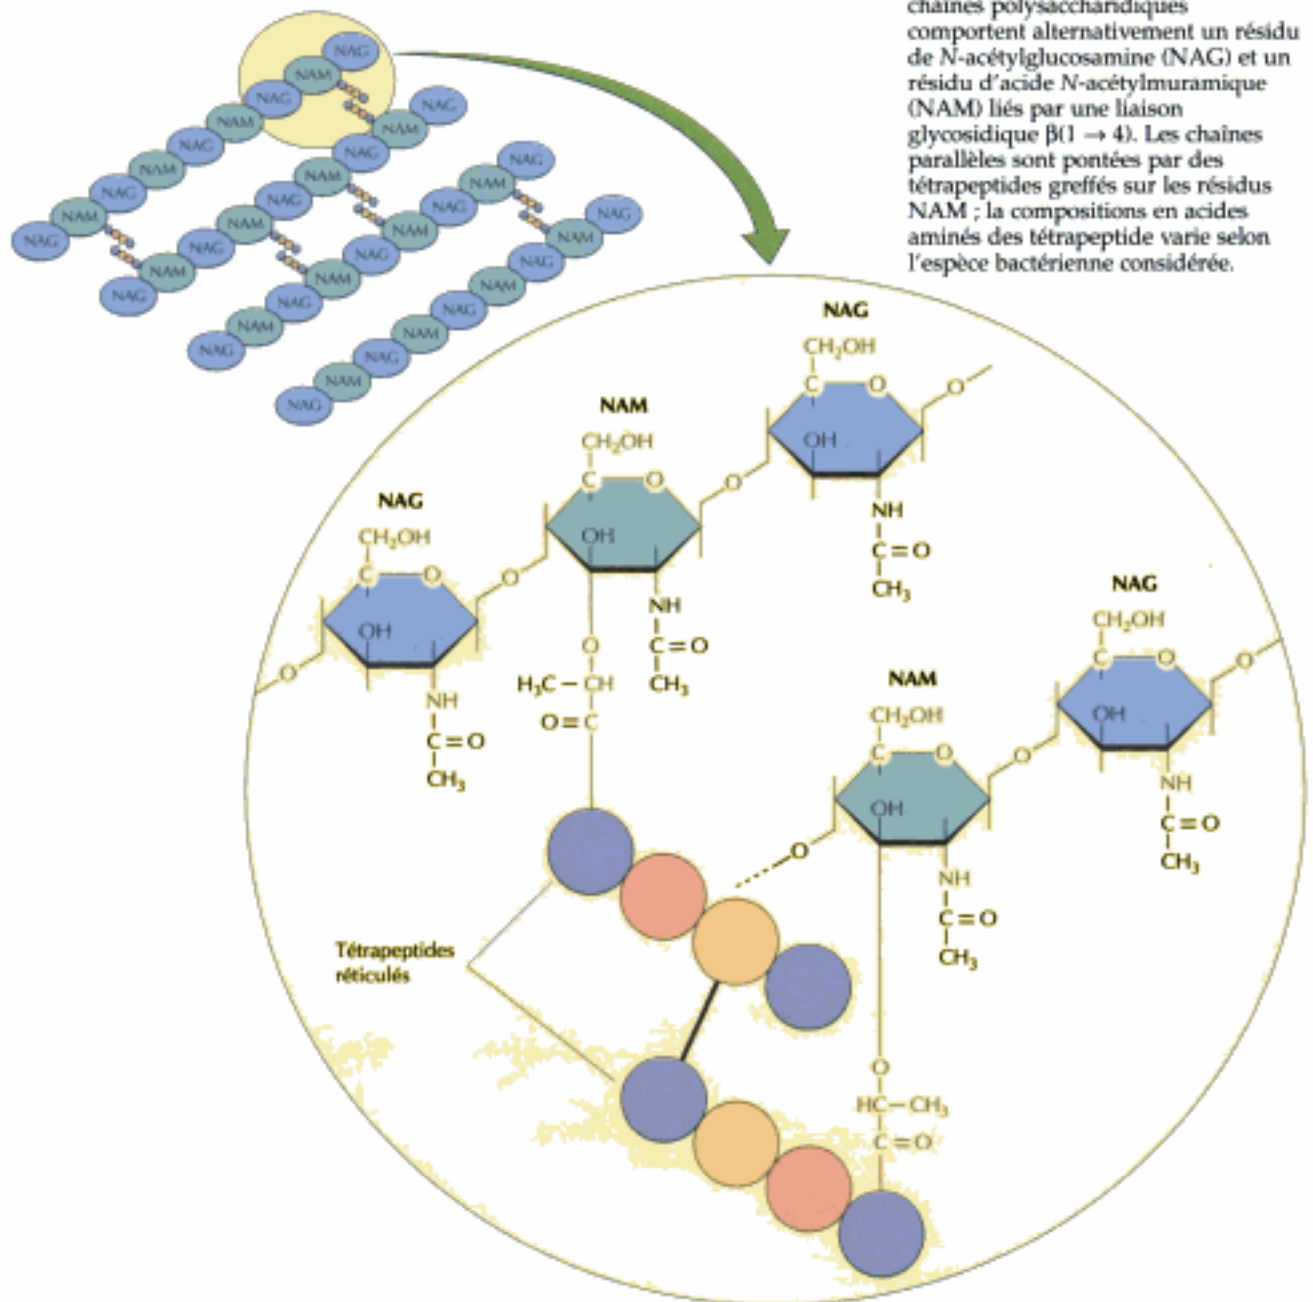 chaînes polysaccharidiques
comportent alternativement un résidu
de N-acétylglucosamine (NAG) et un
résidu d'acide N-acétylmuramique
(NAM) liés par une liaison
glycosidique β(1 → 4). Les chaînes
parallèles sont pontées par des
tétrapeptides greffés sur les résidus
NAM ; la compositions en acides
aminés des tétrapeptide varie selon
l'espèce bactérienne considérée.
NAG NAM NAG NAM NAG NAM NAG NAM NAG
NAG NAM NAG NAM NAG NAM NAG NAM NAG
NAG NAM NAG NAM NAG NAM NAG NAM NAG
NAG NAM NAG NAM NAG NAM NAG NAM NAG
NAG
CH₂OH
C O O
OH
NH
C=O
CH₃
NAM
CH₂OH
C O O
OH
NH
C=O
CH₃
O
H₃C–CH
O=C
NAG
CH₂OH
C O O
OH
O
NH
C=O
CH₃
NAG
CH₂OH
C O O
OH
NH
C=O
CH₃
NAM
CH₂OH
C O O
OH
O
NH
C=O
CH₃
O
HC–CH₃
C=O
Tétrapeptides
réticulés